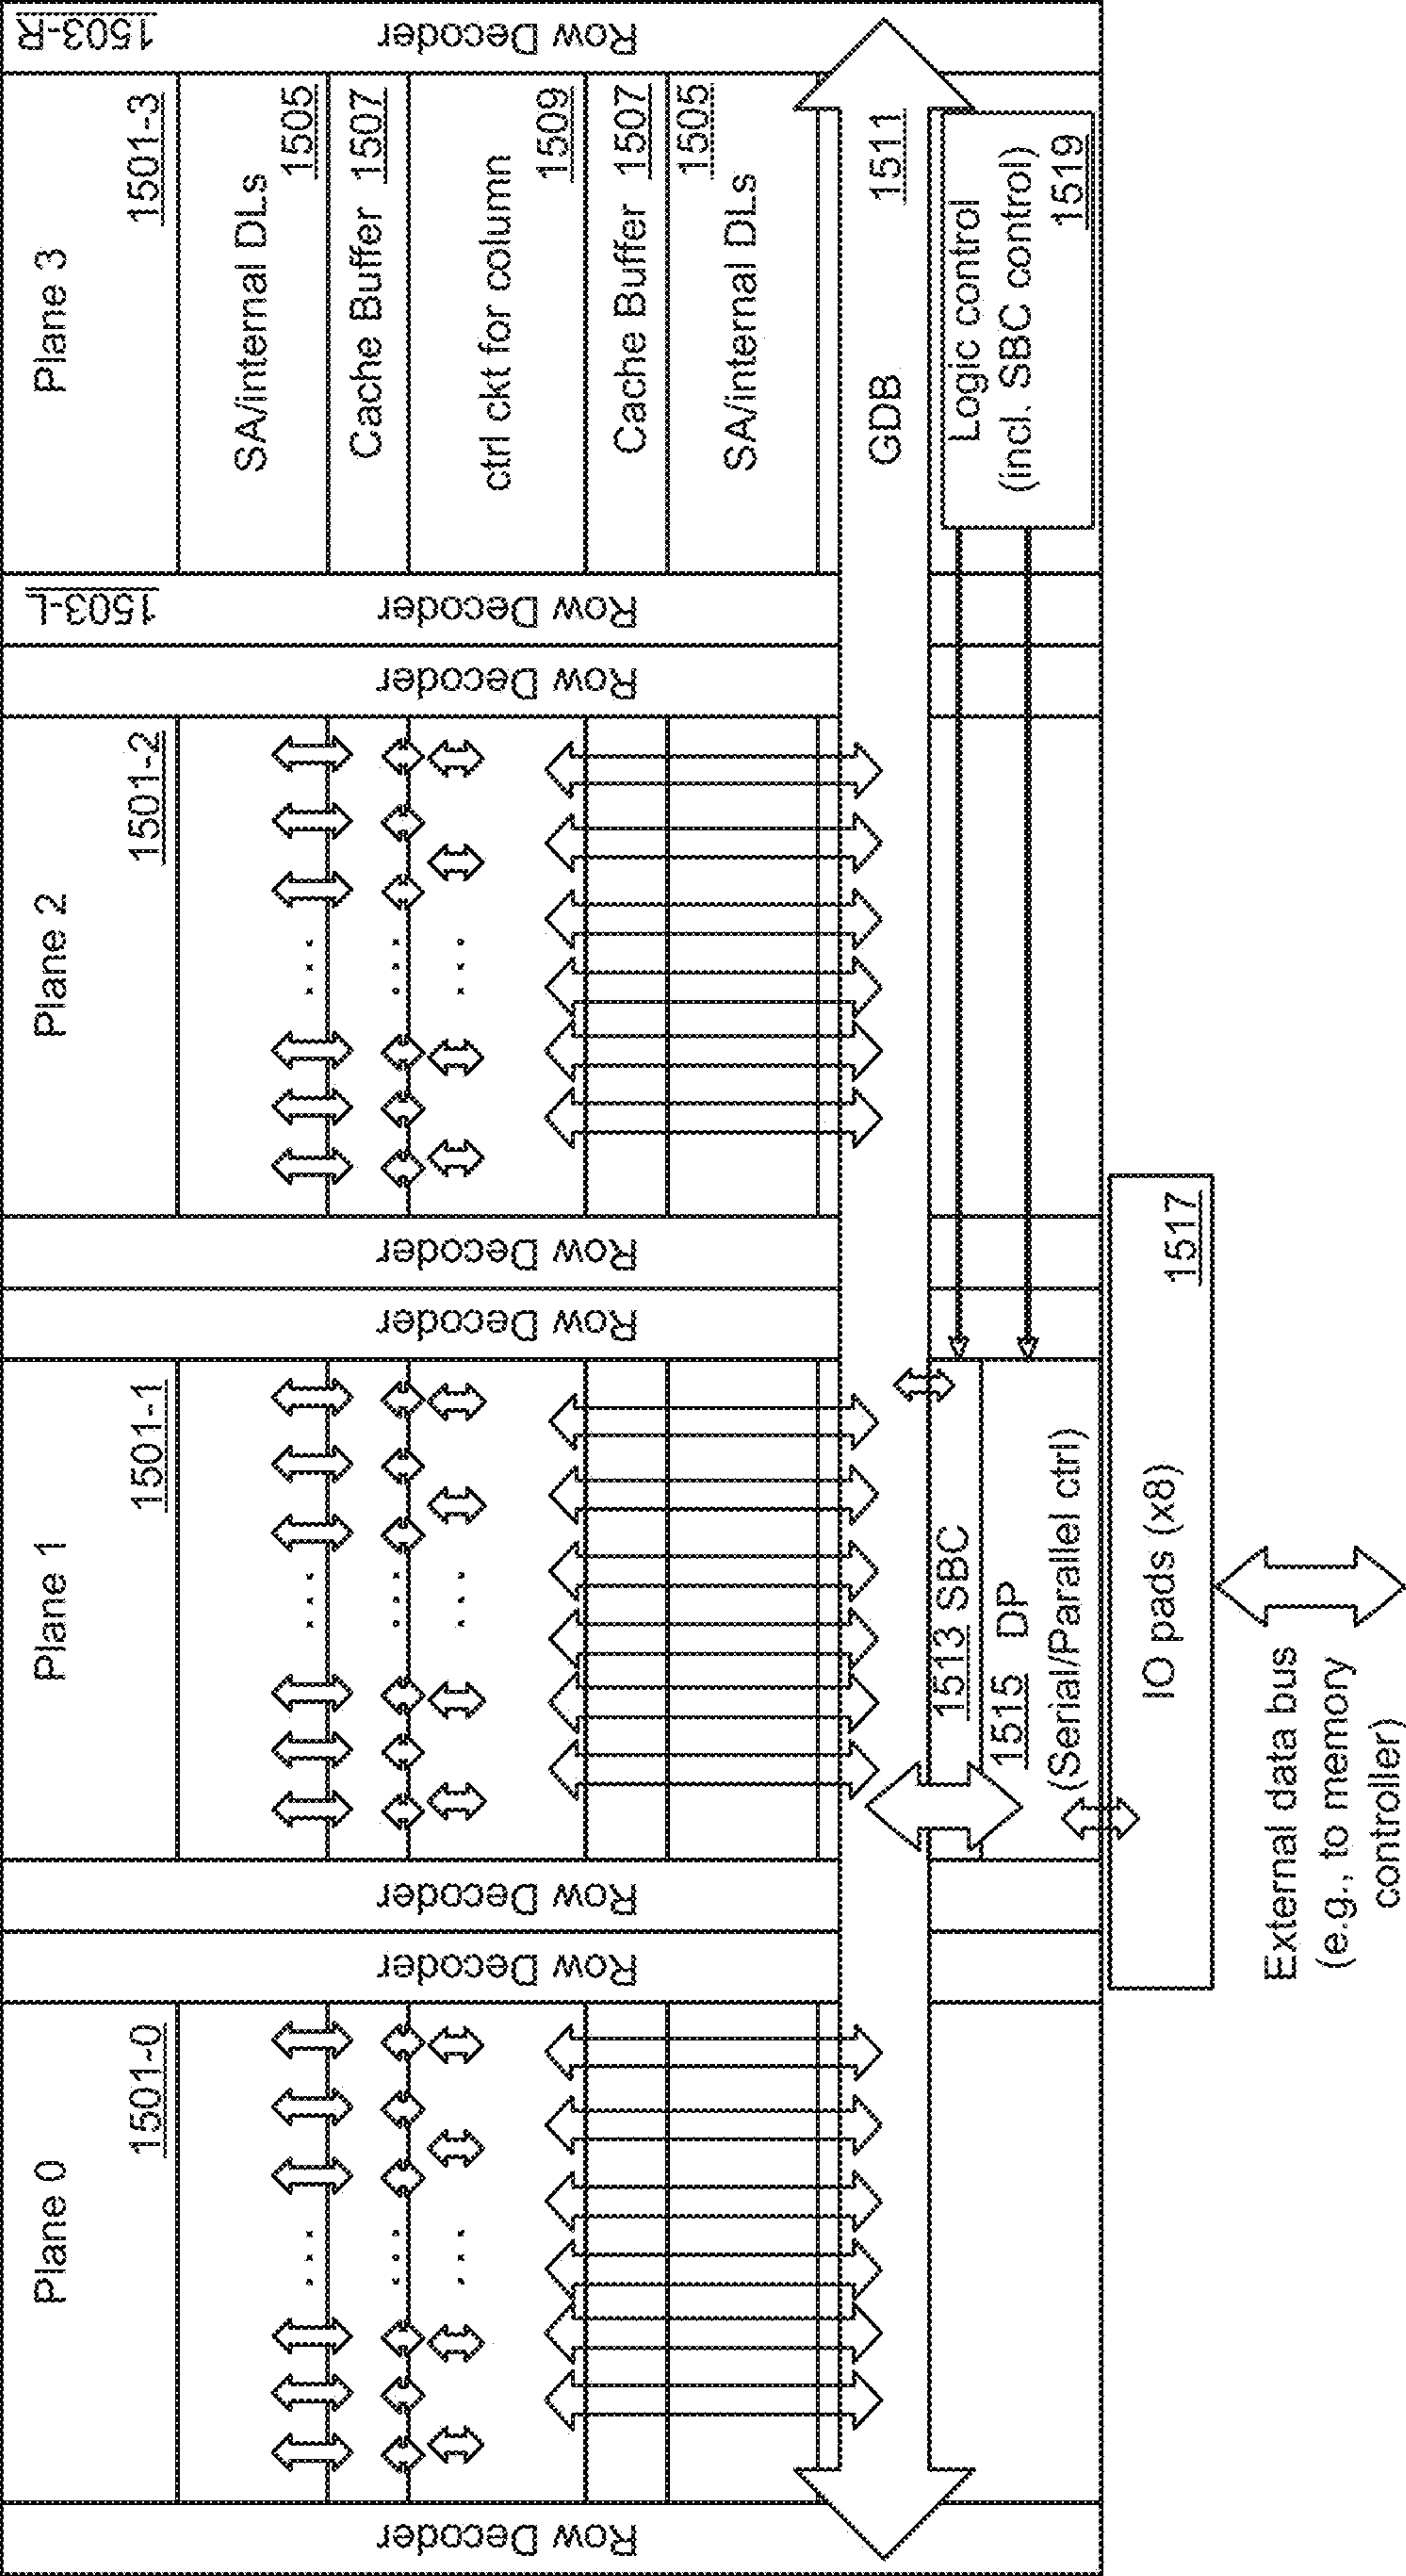 Plane 0
1501-0
Plane 1
1501-1
Plane 2
1501-2
Plane 3
1501-3
Row Decoder
Row Decoder
Row Decoder
Row Decoder
Row Decoder
Row Decoder
Row Decoder
1503-L
Row Decoder
1503-R
SA/internal DLs
1505
Cache Buffer 1507
ctrl ckt for column
1509
Cache Buffer 1507
SA/internal DLs
1505
GDB
1511
1513 SBC
1515 DP
(Serial/Parallel ctrl)
Logic control
(incl. SBC control)
1519
IO pads (x8)
1517
External data bus
(e.g., to memory
controller)